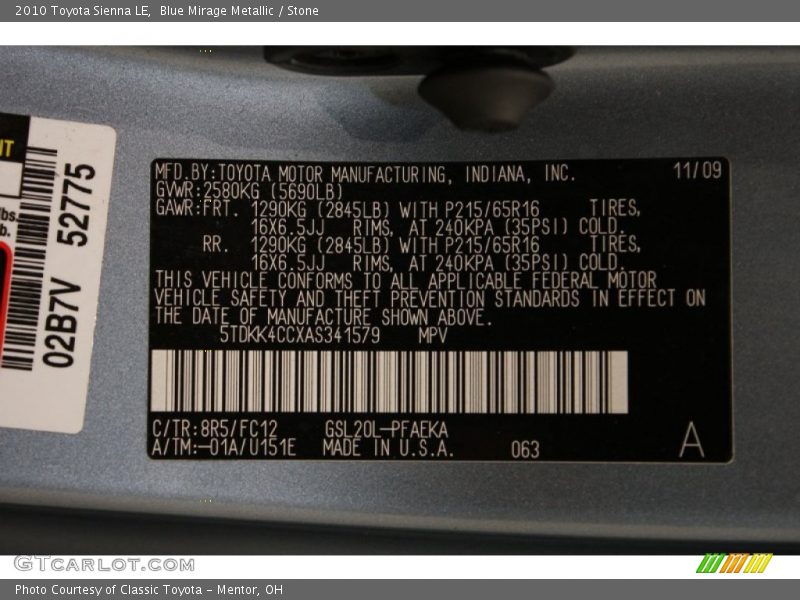 2010 Toyota Sienna LE,  Blue Mirage Metallic / Stone
MFD.BY:TOYOTA MOTOR MANUFACTURING, INDIANA, INC. 11/09
GVWR:2580KG (5690LB)
GAWR:FRT. 1290KG (2845LB) WITH P215/65R16 TIRES,
16X6.5JJ RIMS, AT 240KPA (35PSI) COLD.
RR. 1290KG (2845LB) WITH P215/65R16 TIRES,
16X6.5JJ RIMS, AT 240KPA (35PSI) COLD.
THIS VEHICLE CONFORMS TO ALL APPLICABLE FEDERAL MOTOR
VEHICLE SAFETY AND THEFT PREVENTION STANDARDS IN EFFECT ON
THE DATE OF MANUFACTURE SHOWN ABOVE.
5TDKK4CCXAS341579 MPV
C/TR:8R5/FC12 GSL20L-PFAEKA
A/TM:-01A/U151E MADE IN U.S.A. 063 A
02B7V 52775
lbs.
b.
GTCARLOT.COM
Photo Courtesy of Classic Toyota - Mentor, OH